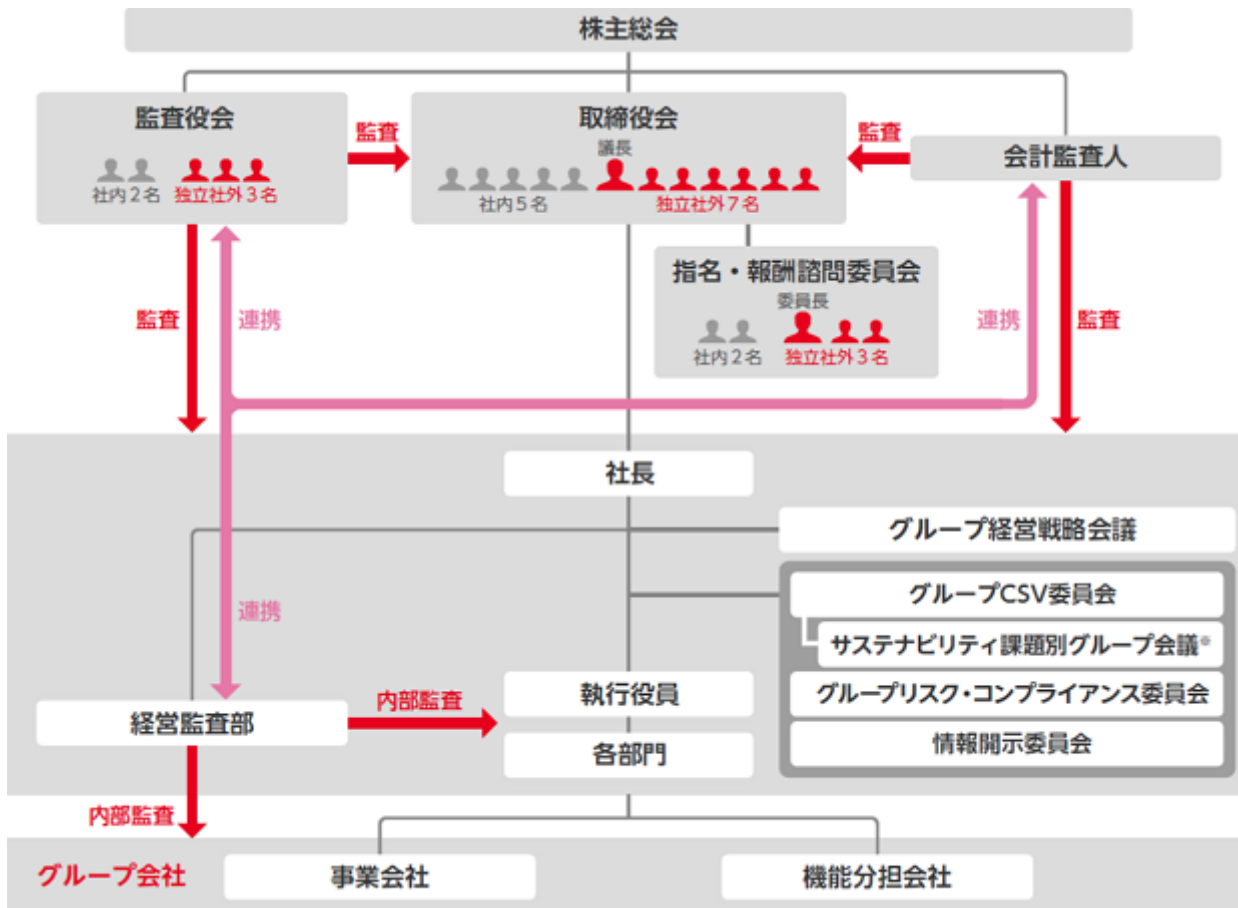 株主総会
監査役会
社内2名
独立社外3名
監査
取締役会
議長
社内5名
独立社外7名
監査
会計監査人
指名・報酬諮問委員会
委員長
社内2名
独立社外3名
監査
連携
連携
監査
社長
グループ経営戦略会議
グループCSV委員会
サステナビリティ課題別グループ会議※
グループリスク・コンプライアンス委員会
情報開示委員会
連携
経営監査部
内部監査
執行役員
各部門
内部監査
グループ会社
事業会社
機能分担会社